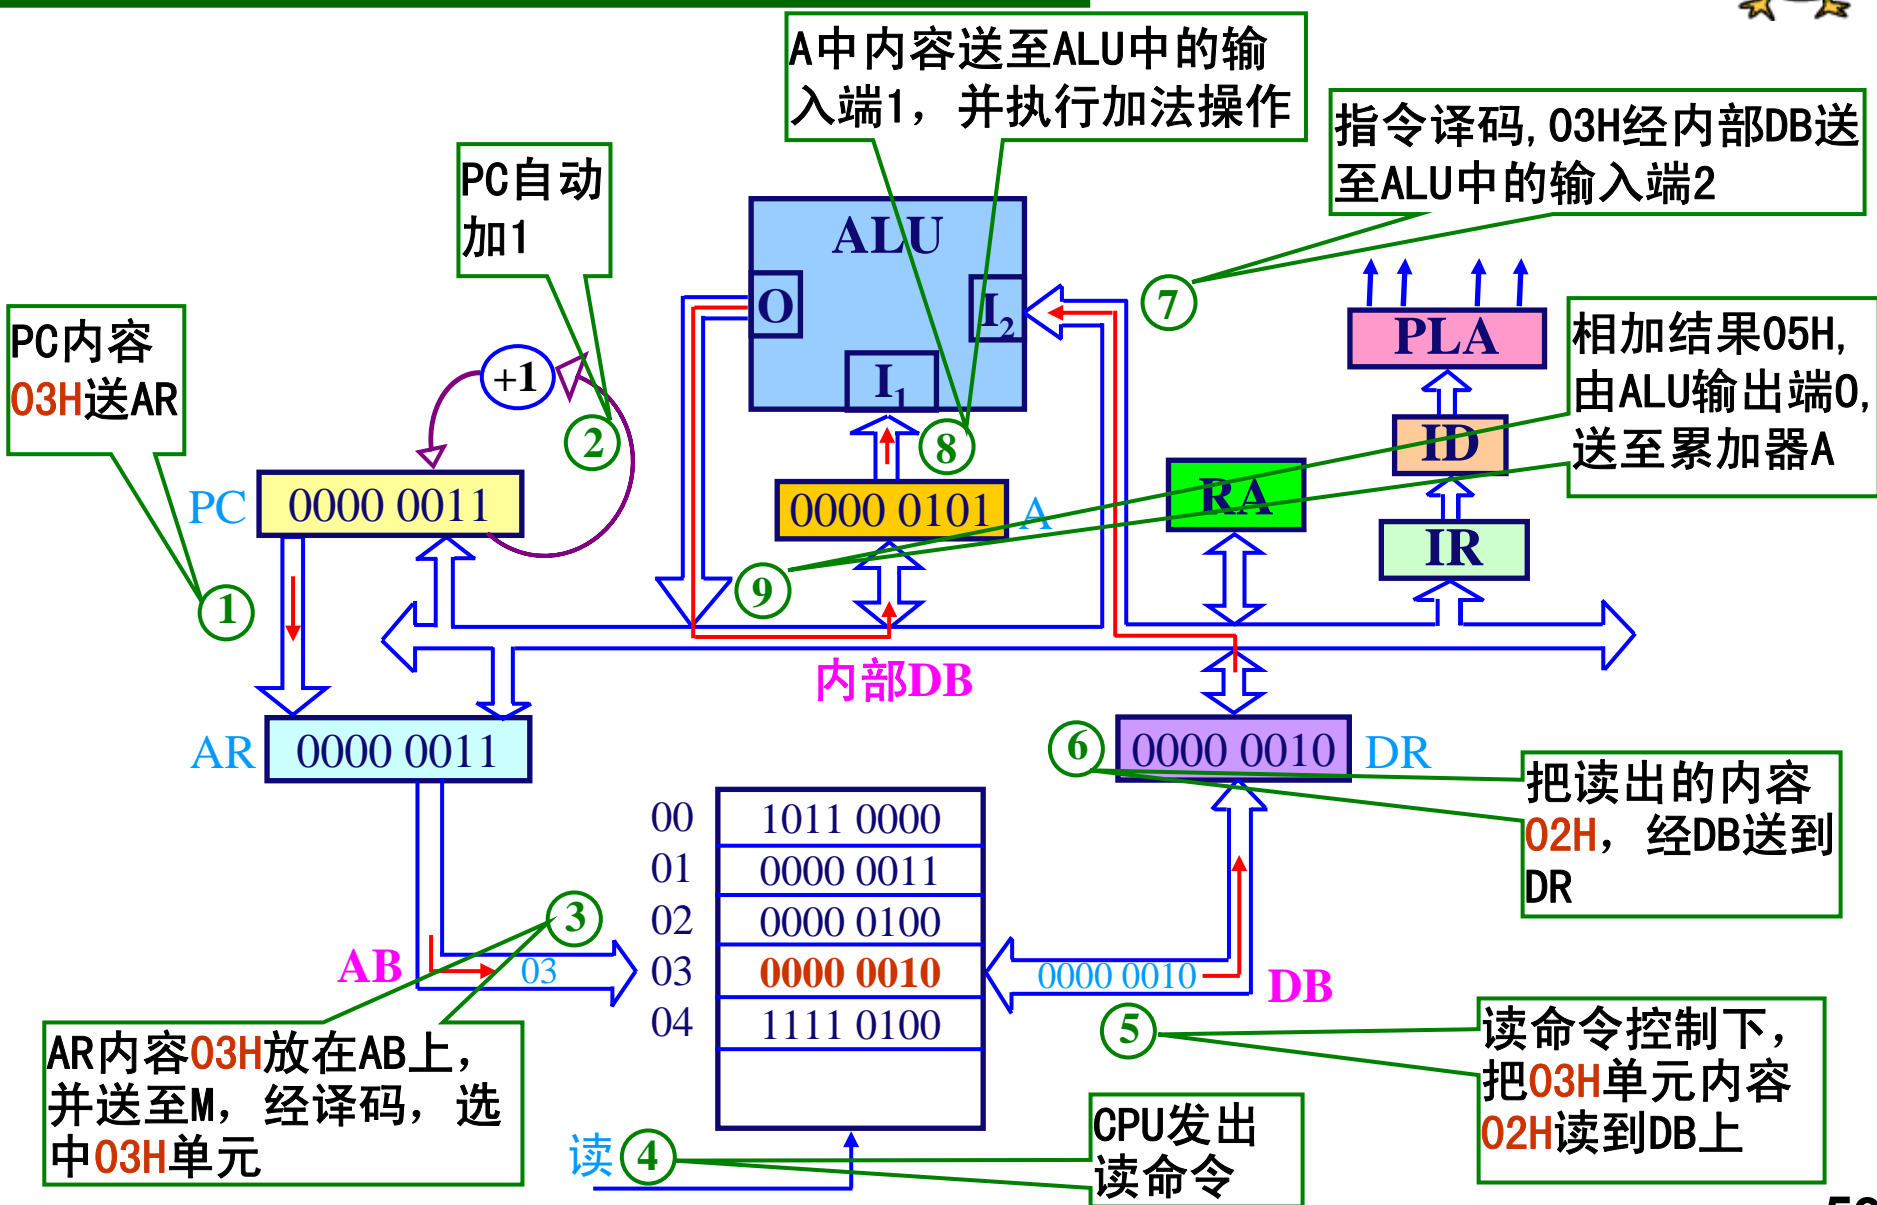 A中内容送至ALU中的输
入端1，并执行加法操作
指令译码,03H经内部DB送
至ALU中的输入端2
PC自动
加1
PC内容
03H送AR
ALU
O
I2
I1
+1
1
2
7
8
9
PLA
ID
IR
RA
相加结果05H,
由ALU输出端O,
送至累加器A
PC
0000 0011
0000 0101
A
内部DB
AR
0000 0011
6
0000 0010
DR
把读出的内容
02H，经DB送到
DR
00
1011 0000
01
0000 0011
02
0000 0100
03
0000 0010
04
1111 0100
3
AB
03
0000 0010
DB
5
AR内容03H放在AB上，
并送至M，经译码，选
中03H单元
读
4
CPU发出
读命令
读命令控制下，
把03H单元内容
02H读到DB上